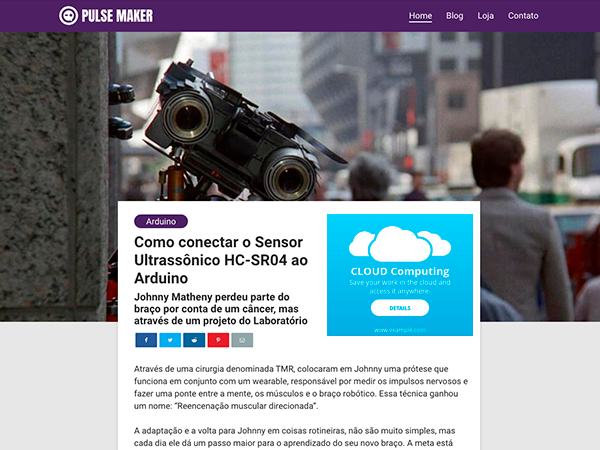 PULSE MAKER
Home Blog Loja Contato
Arduino
Como conectar o Sensor
Ultrassônico HC-SR04 ao
Arduino
Johnny Matheny perdeu parte do
braço por conta de um câncer, mas
através de um projeto do Laboratório
CLOUD Computing
Save your work in the cloud and
access it anywhere.
DETAILS
www.example.com
Através de uma cirurgia denominada TMR, colocaram em Johnny uma prótese que
funciona em conjunto com um wearable, responsável por medir os impulsos nervosos e
fazer uma ponte entre a mente, os músculos e o braço robótico. Essa técnica ganhou
um nome: “Reencenação muscular direcionada”.
A adaptação e a volta para Johnny em coisas rotineiras, não são muito simples, mas
cada dia ele dá um passo maior para o aprendizado do seu novo braço. A meta está